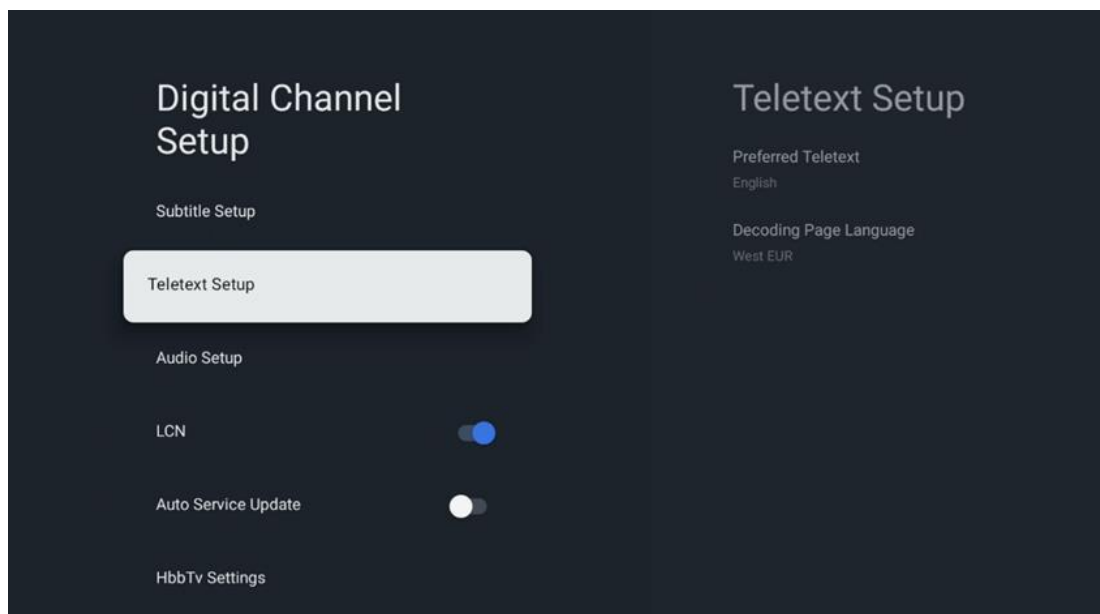 Digital Channel
Setup
Subtitle Setup
Teletext Setup
Audio Setup
LCN
Auto Service Update
HbbTv Settings
Teletext Setup
Preferred Teletext
English
Decoding Page Language
West EUR